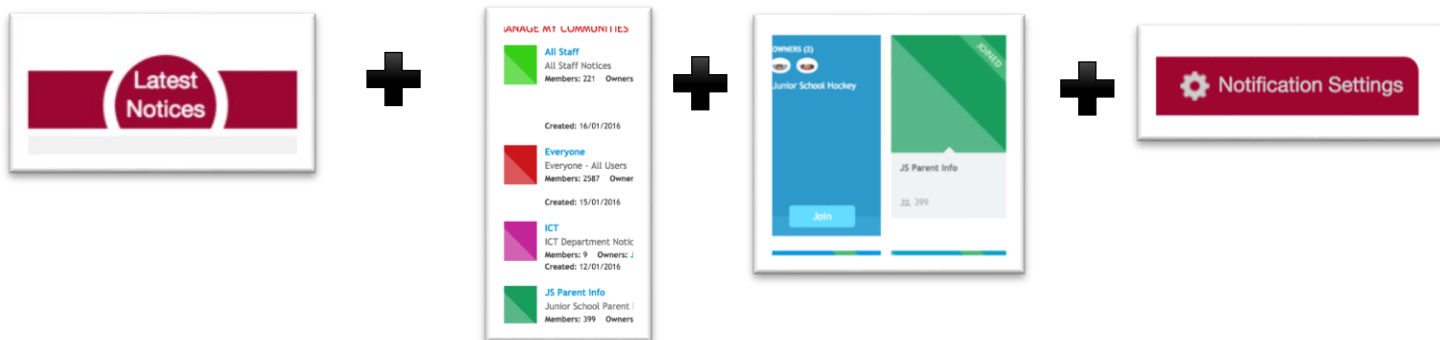 Latest
Notices
ANAGE MY COMMUNITIES
All Staff
All Staff Notices
Members: 221 Owners
Created: 16/01/2016
Everyone
Everyone - All Users
Members: 2587 Owner
Created: 15/01/2016
ICT
ICT Department Notic
Members: 9 Owners: J
Created: 12/01/2016
JS Parent Info
Junior School Parent
Members: 399 Owners
OWNERS (2)
Junior School Hockey
Join
JOINED
JS Parent Info
399
Notification Settings